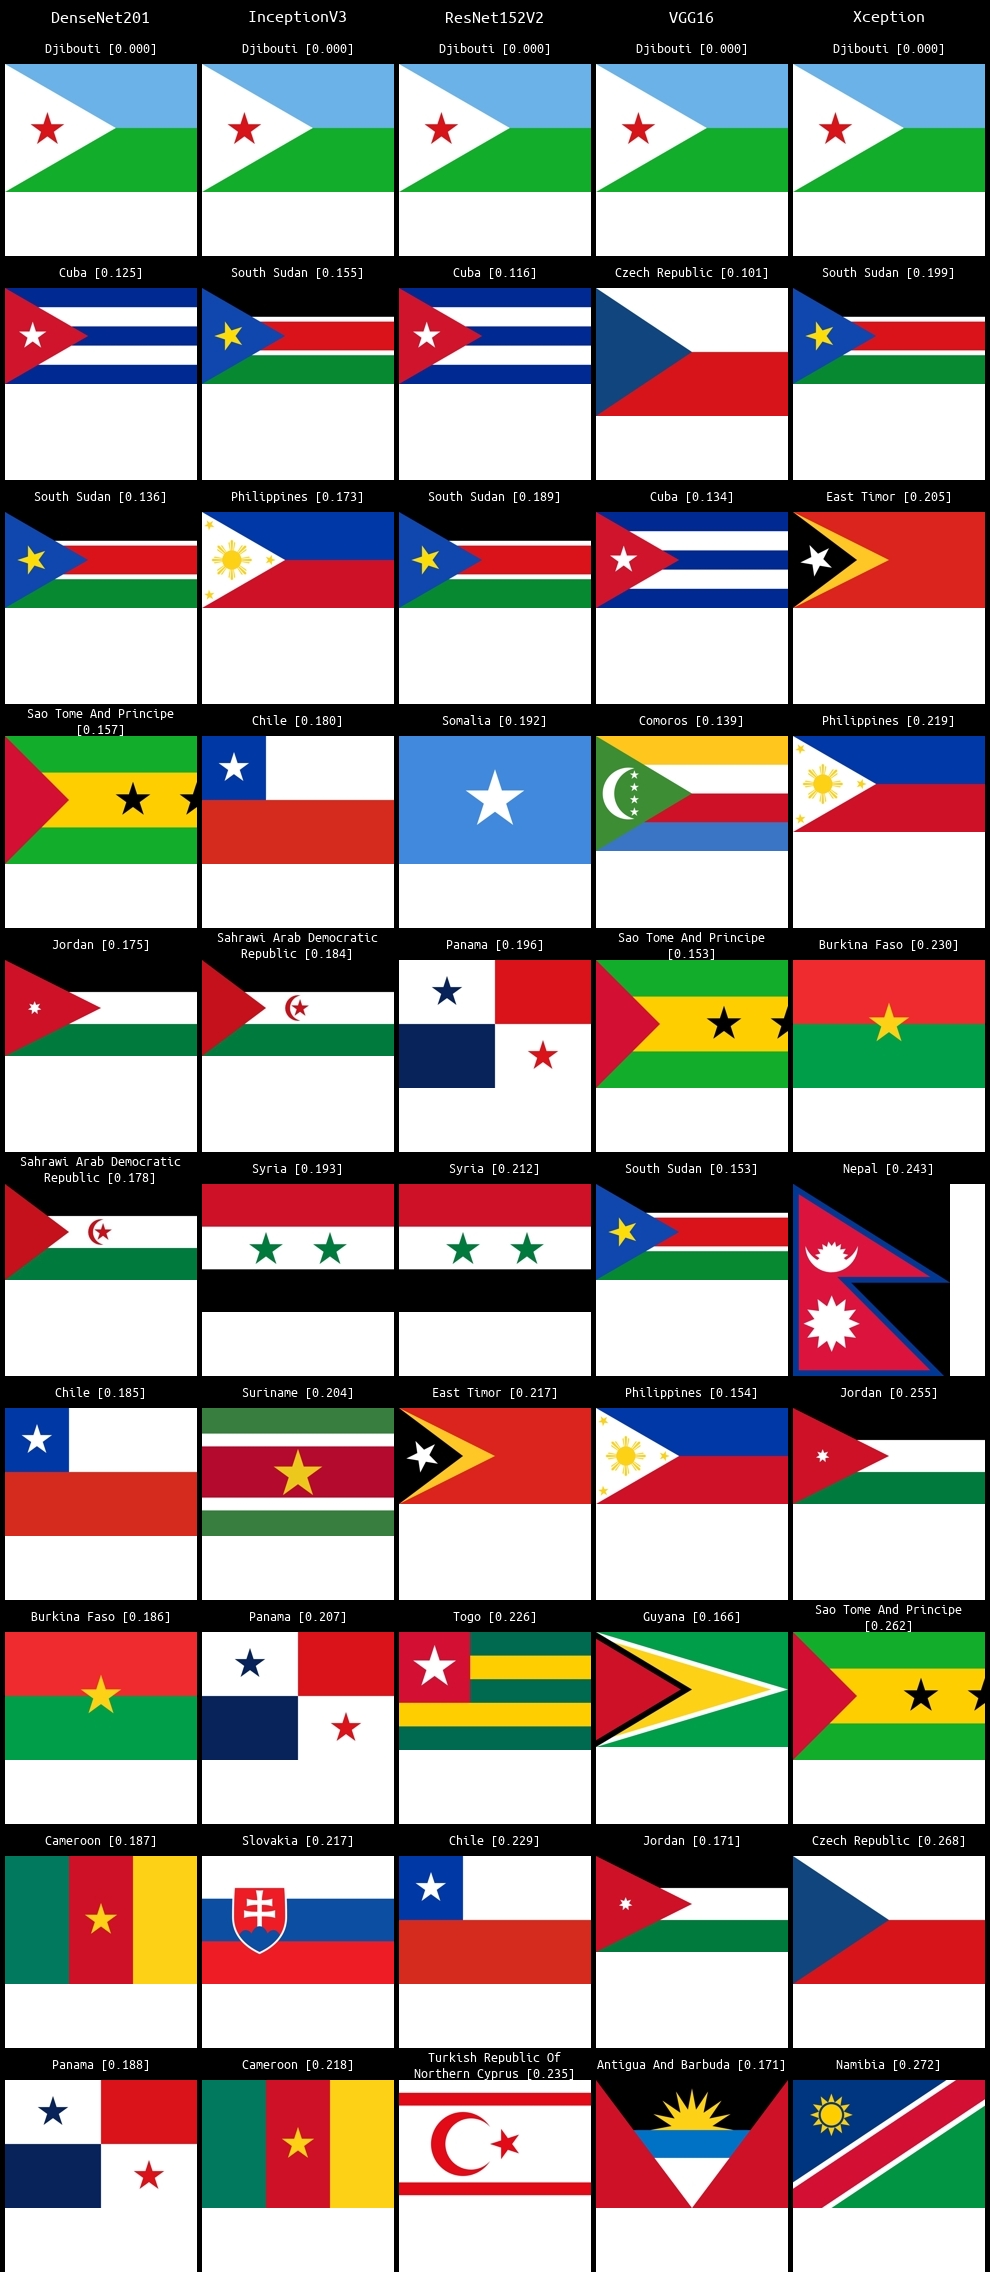 DenseNet201 InceptionV3 ResNet152V2 VGG16 Xception
Djibouti [0.000] Djibouti [0.000] Djibouti [0.000] Djibouti [0.000] Djibouti [0.000]
Cuba [0.125] South Sudan [0.155] Cuba [0.116] Czech Republic [0.101] South Sudan [0.199]
South Sudan [0.136] Philippines [0.173] South Sudan [0.189] Cuba [0.134] East Timor [0.205]
Sao Tome And Principe
[0.157] Chile [0.180] Somalia [0.192] Comoros [0.139] Philippines [0.219]
Jordan [0.175] Sahrawi Arab Democratic
Republic [0.184] Panama [0.196] Sao Tome And Principe
[0.153] Burkina Faso [0.230]
Sahrawi Arab Democratic
Republic [0.178] Syria [0.193] Syria [0.212] South Sudan [0.153] Nepal [0.243]
Chile [0.185] Suriname [0.204] East Timor [0.217] Philippines [0.154] Jordan [0.255]
Burkina Faso [0.186] Panama [0.207] Togo [0.226] Guyana [0.166] Sao Tome And Principe
[0.262]
Cameroon [0.187] Slovakia [0.217] Chile [0.229] Jordan [0.171] Czech Republic [0.268]
Panama [0.188] Cameroon [0.218] Turkish Republic Of
Northern Cyprus [0.235] Antigua And Barbuda [0.171] Namibia [0.272]